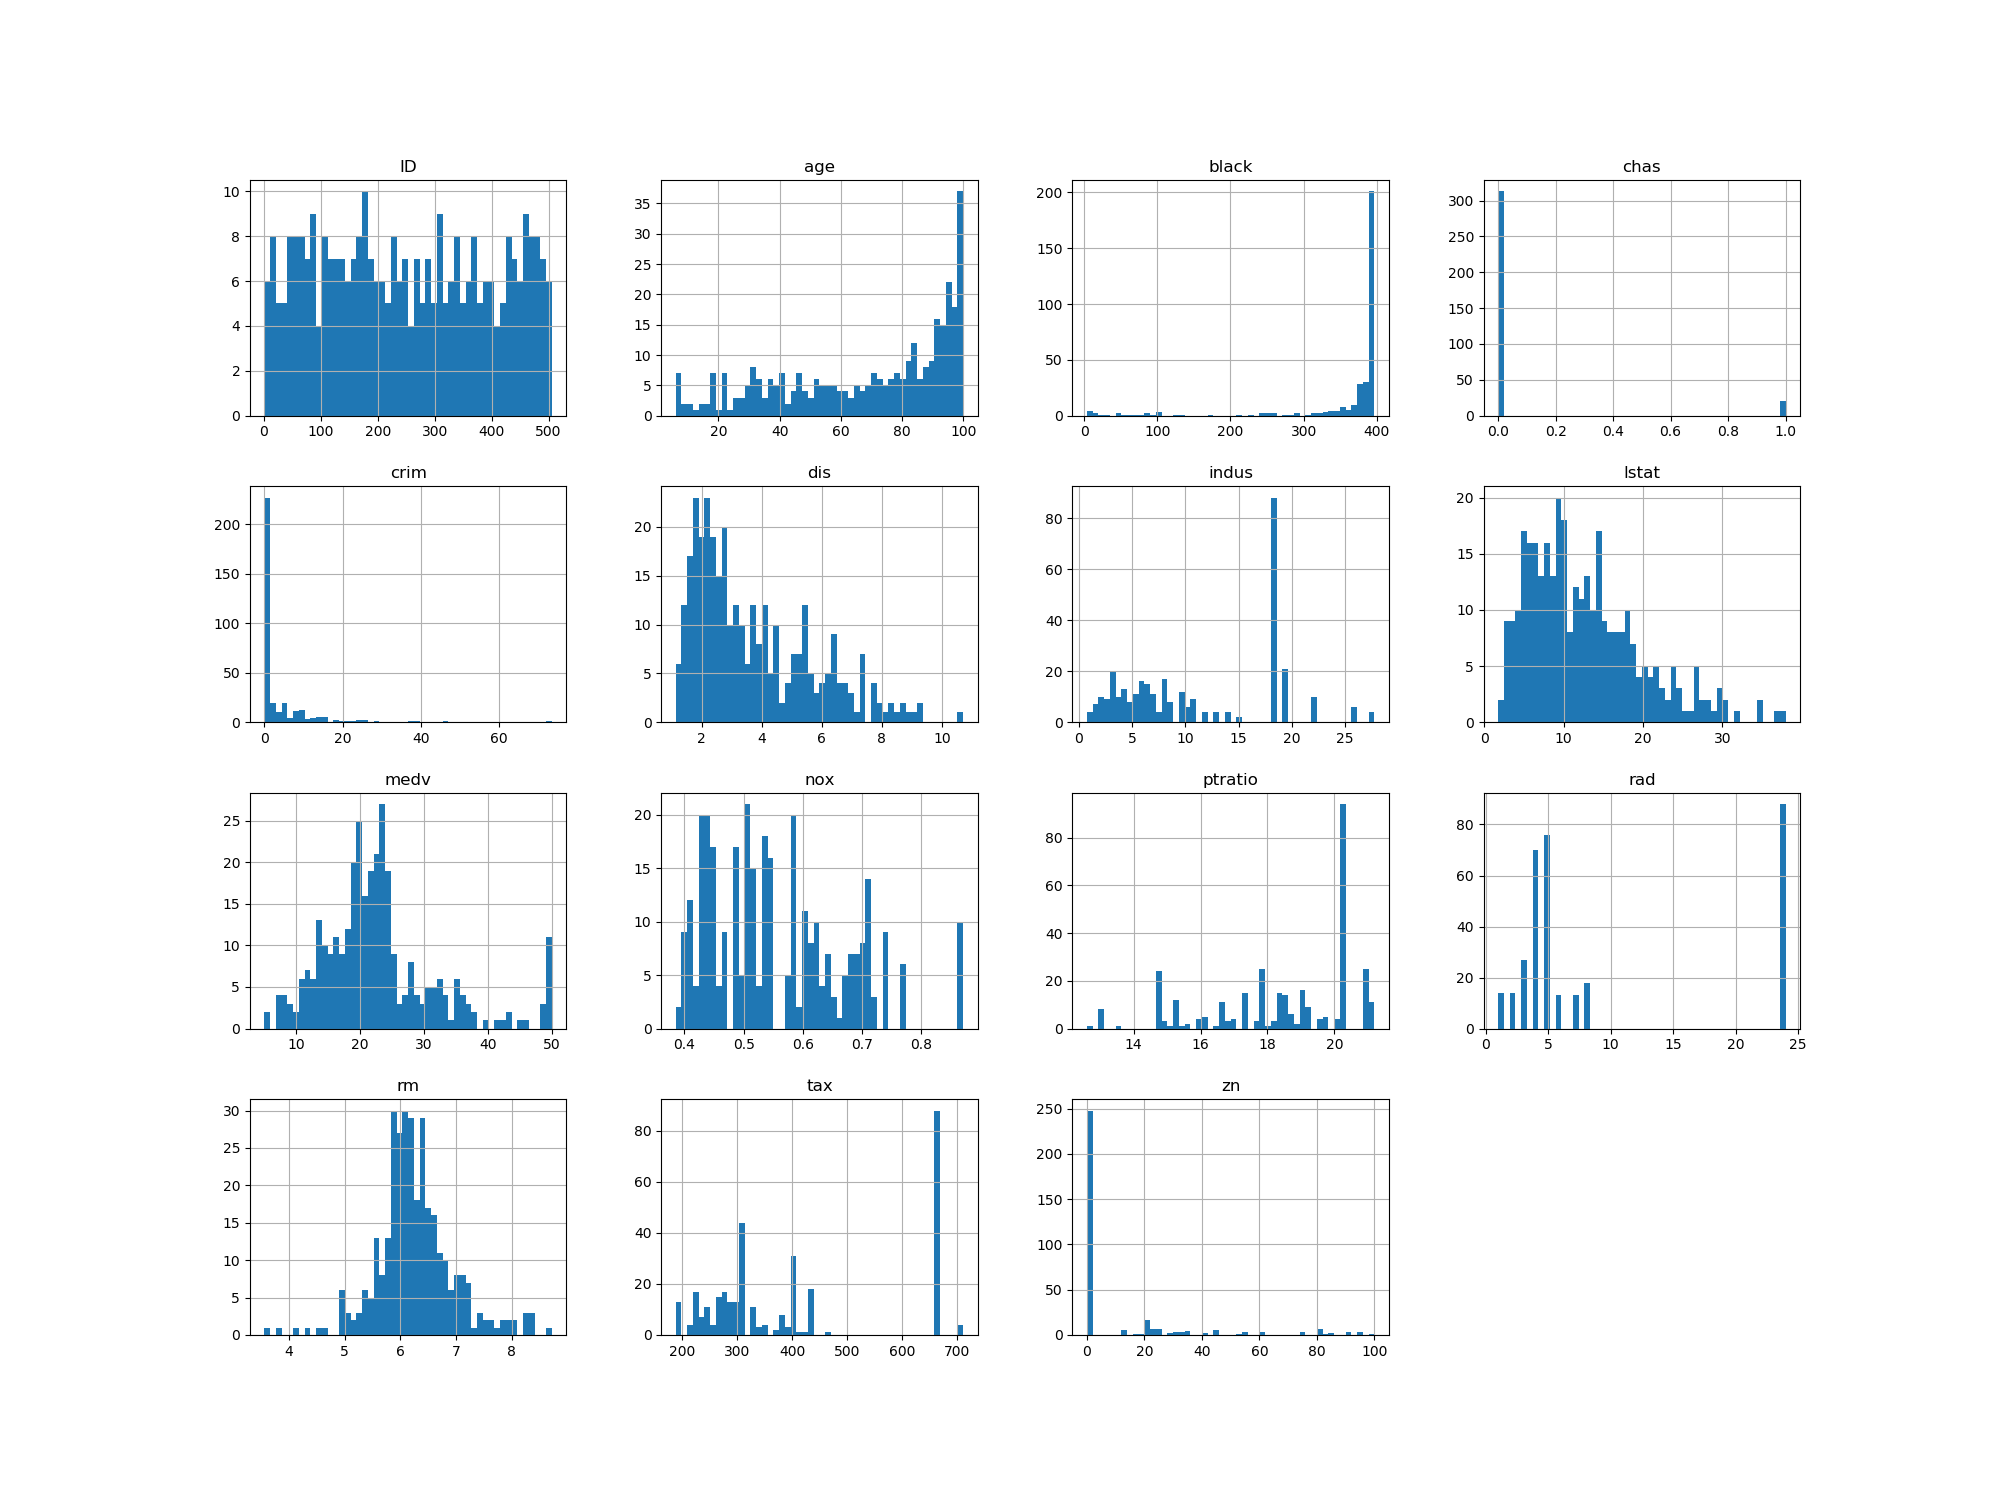 ID
10
8
6
4
2
0
0 100 200 300 400 500
age
35
30
25
20
15
10
5
0
20 40 60 80 100
black
200
150
100
50
0
0 100 200 300 400
chas
300
250
200
150
100
50
0
0.0 0.2 0.4 0.6 0.8 1.0
crim
200
150
100
50
0
0 20 40 60
dis
20
15
10
5
0
2 4 6 8 10
indus
80
60
40
20
0
0 5 10 15 20 25
lstat
20
15
10
5
0
0 10 20 30
medv
25
20
15
10
5
0
10 20 30 40 50
nox
20
15
10
5
0
0.4 0.5 0.6 0.7 0.8
ptratio
80
60
40
20
0
14 16 18 20
rad
80
60
40
20
0
0 5 10 15 20 25
rm
30
25
20
15
10
5
0
4 5 6 7 8
tax
80
60
40
20
0
200 300 400 500 600 700
zn
250
200
150
100
50
0
0 20 40 60 80 100